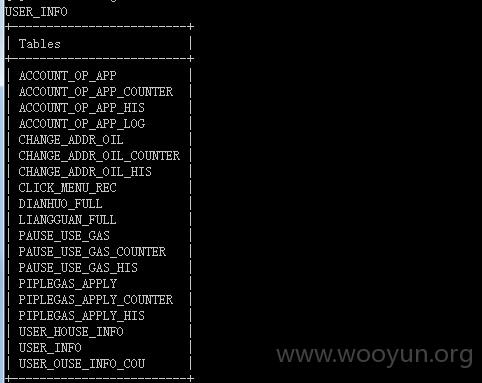 USER_INFO
+------------------------+
| Tables                 |
+------------------------+
| ACCOUNT_OP_APP         |
| ACCOUNT_OP_APP_COUNTER |
| ACCOUNT_OP_APP_HIS     |
| ACCOUNT_OP_APP_LOG     |
| CHANGE_ADDR_OIL        |
| CHANGE_ADDR_OIL_COUNTER |
| CHANGE_ADDR_OIL_HIS    |
| CLICK_MENU_REC         |
| DIANHUO_FULL           |
| LIANGGUAN_FULL         |
| PAUSE_USE_GAS          |
| PAUSE_USE_GAS_COUNTER  |
| PAUSE_USE_GAS_HIS      |
| PIPLEGAS_APPLY         |
| PIPLEGAS_APPLY_COUNTER |
| PIPLEGAS_APPLY_HIS     |
| USER_HOUSE_INFO        |
| USER_INFO              |
| USER_OUSE_INFO_COU     |
+------------------------+
www.wooyun.org